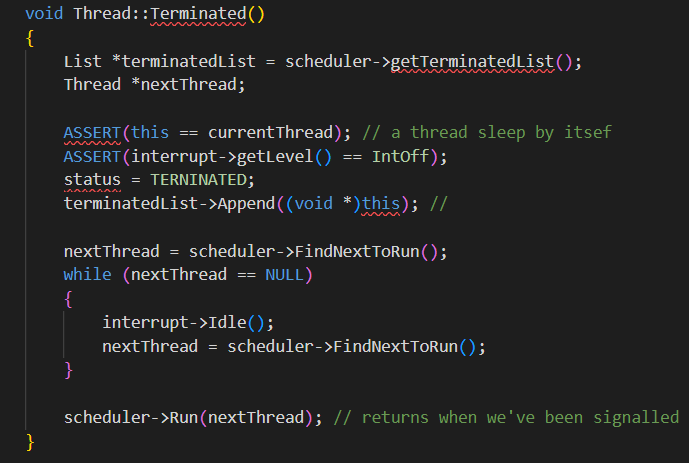 void Thread::Terminated()
{
    List *terminatedList = scheduler->getTerminatedList();
    Thread *nextThread;

    ASSERT(this == currentThread); // a thread sleep by itsef
    ASSERT(interrupt->getLevel() == IntOff);
    status = TERNINATED;
    terminatedList->Append((void *)this); //

    nextThread = scheduler->FindNextToRun();
    while (nextThread == NULL)
    {
        interrupt->Idle();
        nextThread = scheduler->FindNextToRun();
    }

    scheduler->Run(nextThread); // returns when we've been signalled
}